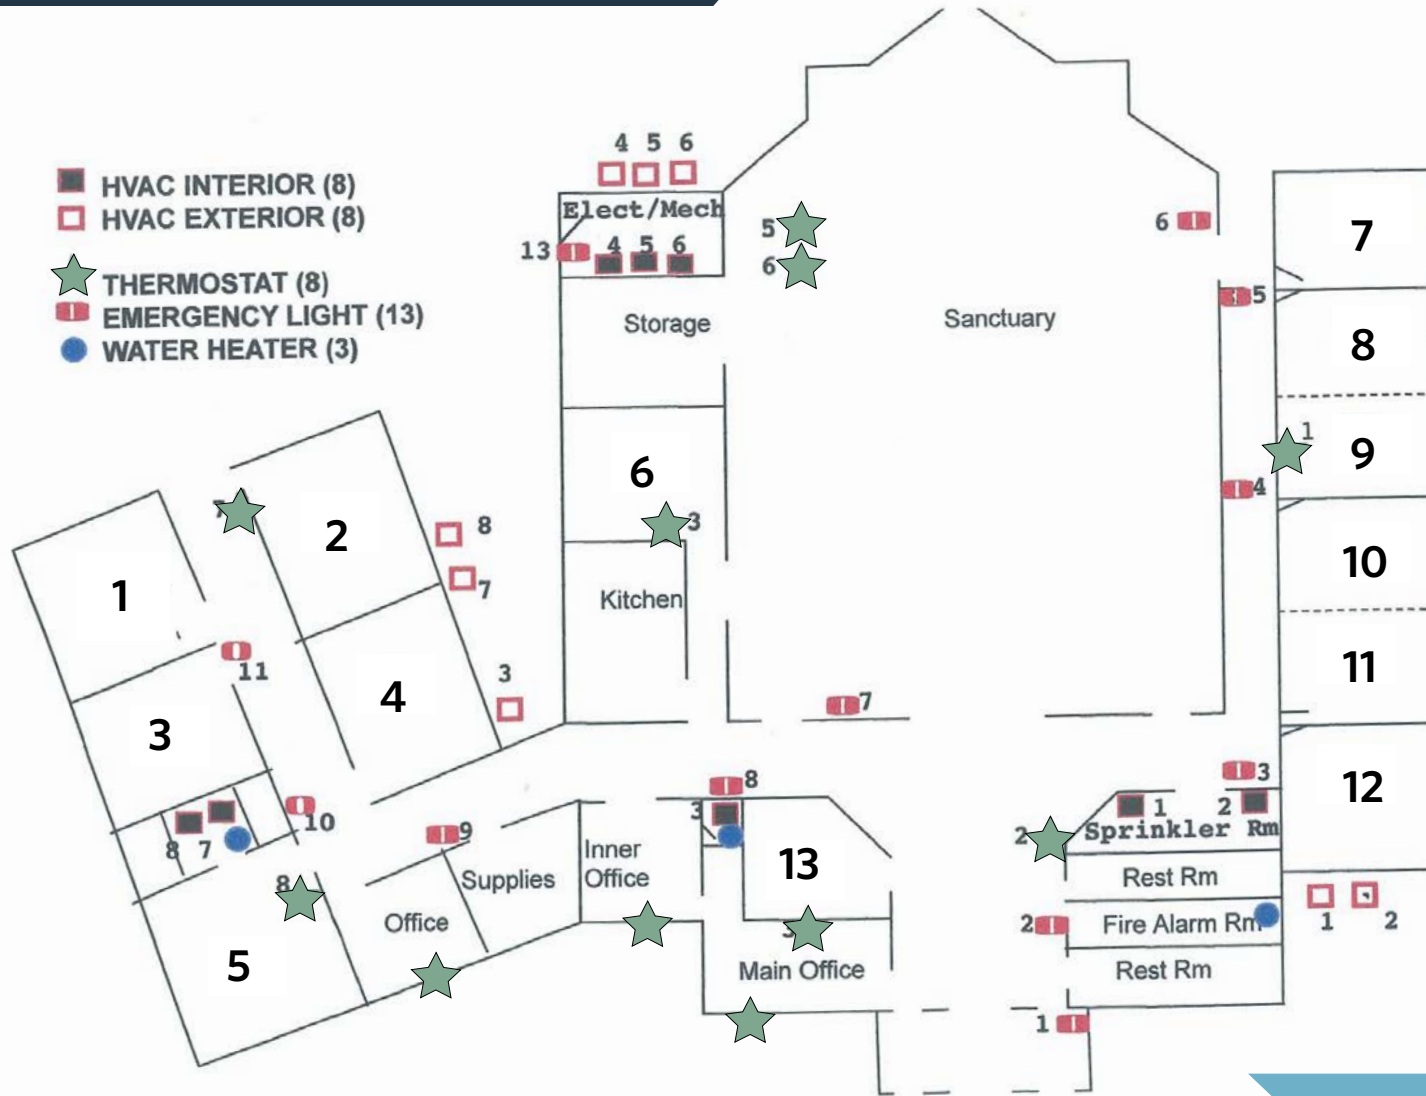 HVAC INTERIOR (8)
HVAC EXTERIOR (8)
THERMOSTAT (8)
EMERGENCY LIGHT (13)
WATER HEATER (3)
4 5 6
Elect/Mech
13
4 5 6
5
6
6
5
Storage
Sanctuary
7
8
1
9
4
6
3
7
2
8
7
10
1
Kitchen
11
11
4
3
3
7
12
3
8
3
1 2
10
8 7
9
2
Sprinkler Rm
Inner
Office
Supplies
13
Rest Rm
8
Office
2
Fire Alarm Rm
1 2
5
3
Main Office
Rest Rm
1